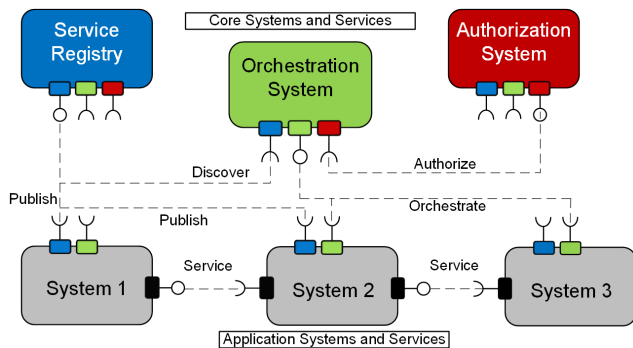 Core Systems and Services
Service
Registry
Orchestration
System
Authorization
System
Discover
Authorize
Publish
Publish
Orchestrate
System 1
Service
System 2
Service
System 3
Application Systems and Services